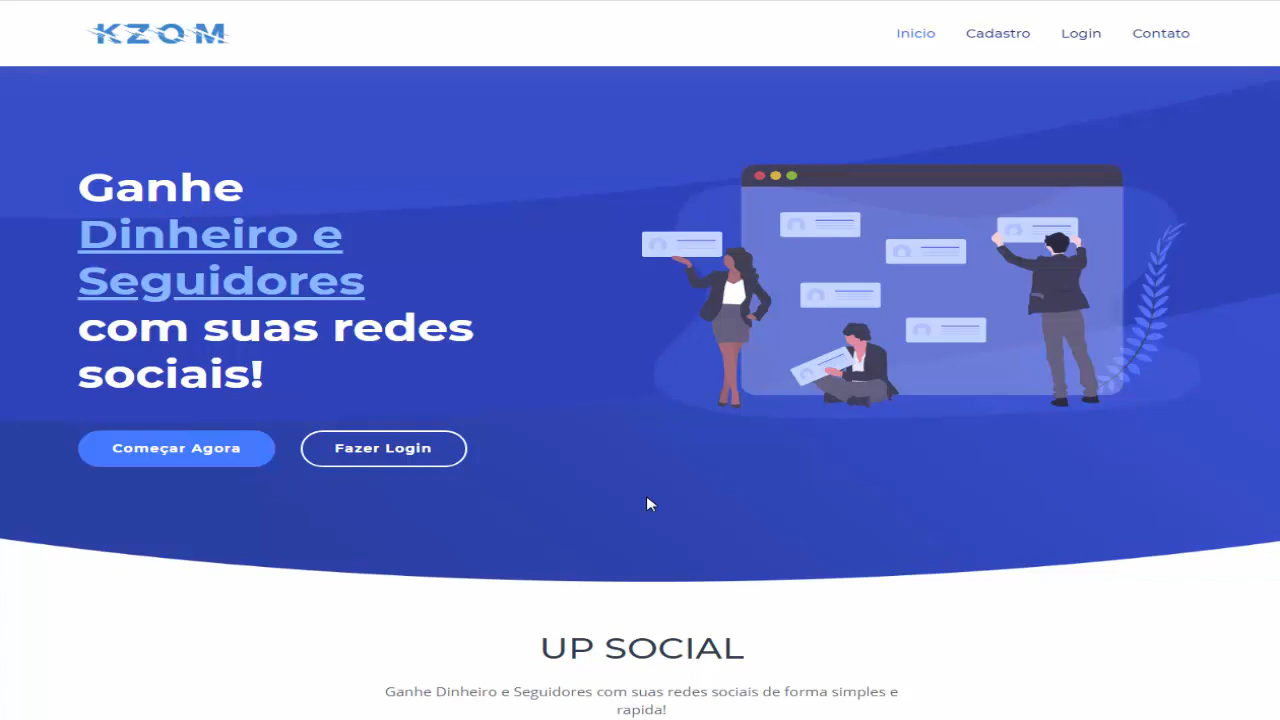 KZOM
Inicio
Cadastro
Login
Contato
Ganhe
Dinheiro e
Seguidores
com suas redes
sociais!
Começar Agora
Fazer Login
UP SOCIAL
Ganhe Dinheiro e Seguidores com suas redes sociais de forma simples e
rapida!